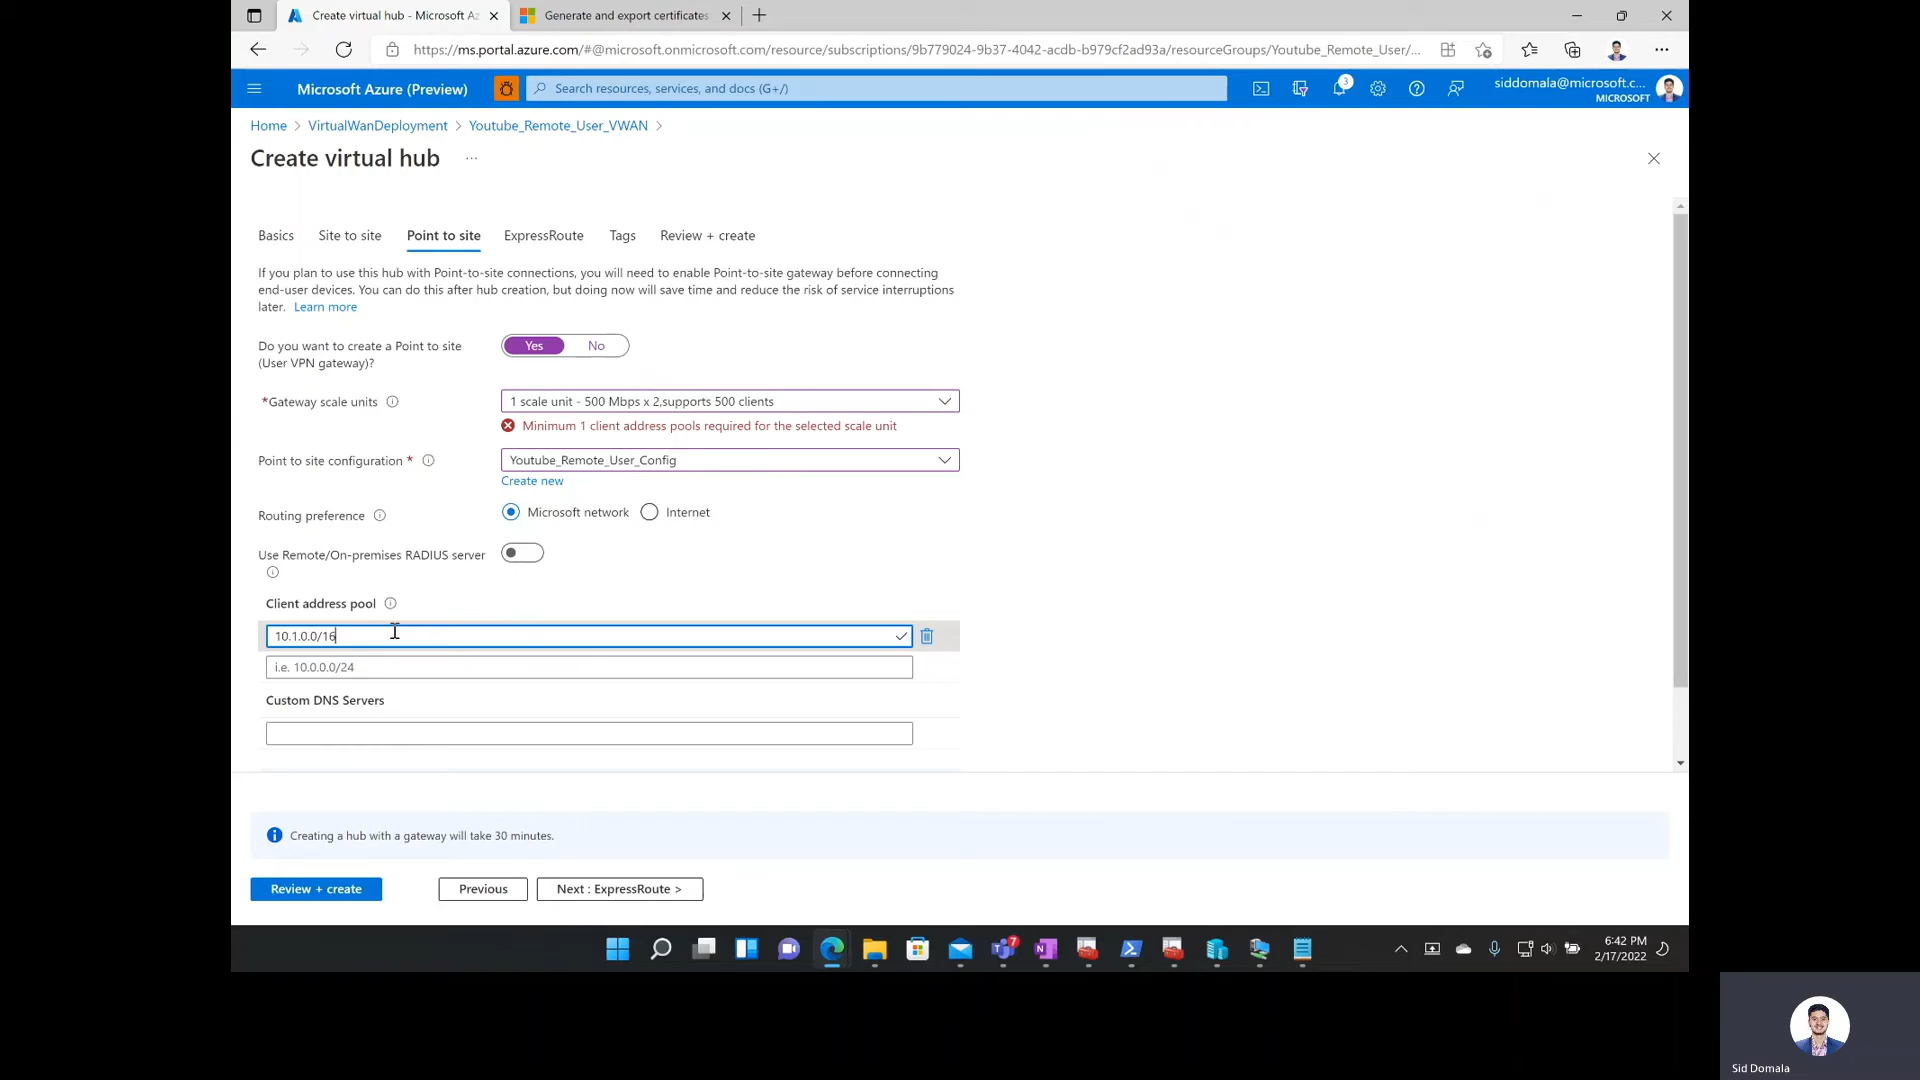 Create virtual hub - Microsoft Az
Generate and export certificates
https://ms.portal.azure.com/#@microsoft.onmicrosoft.com/resource/subscriptions/9b779024-9b37-4042-acdb-b979cf2ad93a/resourceGroups/Youtube_Remote_User/...
Microsoft Azure (Preview)
Search resources, services, and docs (G+/)
3
siddomala@microsoft.c...
MICROSOFT
Home > VirtualWanDeployment > Youtube_Remote_User_VWAN >
Create virtual hub ...
Basics Site to site Point to site ExpressRoute Tags Review + create
If you plan to use this hub with Point-to-site connections, you will need to enable Point-to-site gateway before connecting
end-user devices. You can do this after hub creation, but doing now will save time and reduce the risk of service interruptions
later. Learn more
Do you want to create a Point to site
(User VPN gateway)?
Yes No
*Gateway scale units
1 scale unit - 500 Mbps x 2,supports 500 clients
Minimum 1 client address pools required for the selected scale unit
Point to site configuration *
Youtube_Remote_User_Config
Create new
Routing preference
Microsoft network Internet
Use Remote/On-premises RADIUS server
Client address pool
10.1.0.0/16
i.e. 10.0.0.0/24
Custom DNS Servers
Creating a hub with a gateway will take 30 minutes.
Review + create Previous Next : ExpressRoute >
7
6:42 PM
2/17/2022
Sid Domala